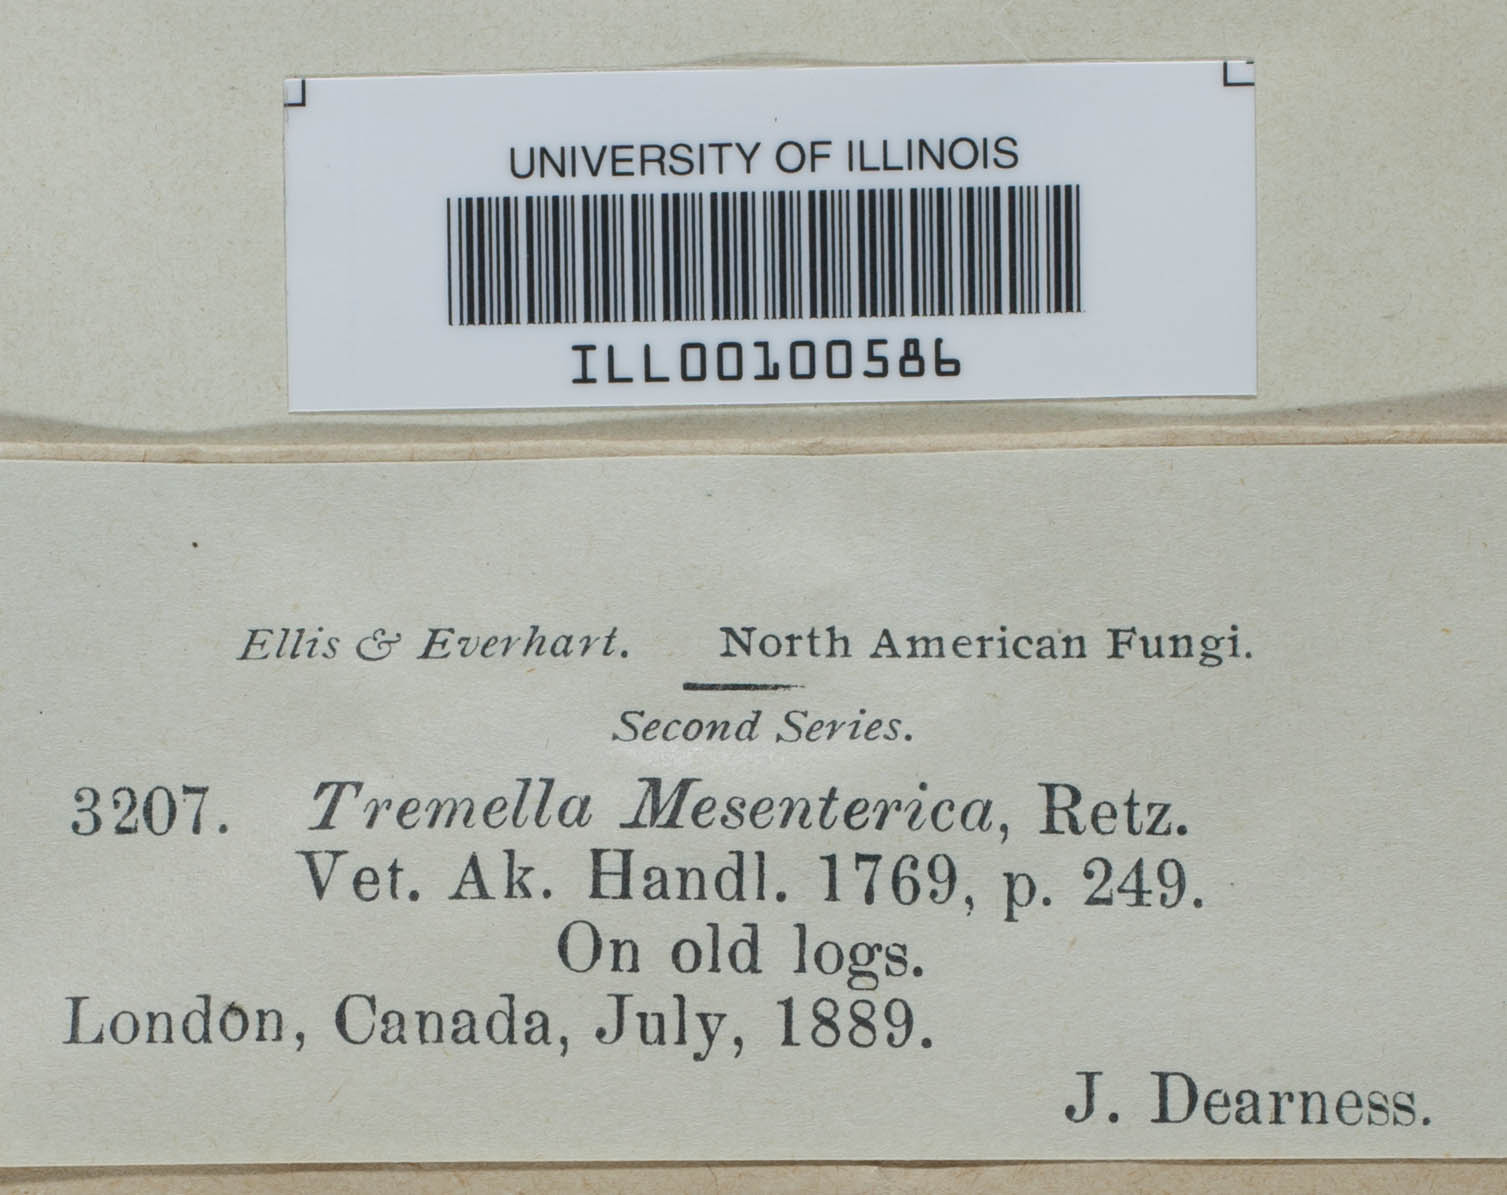 UNIVERSITY OF ILLINOIS
ILL00100586
Ellis & Everhart. North American Fungi.
Second Series.
3207. Tremella Mesenterica, Retz.
Vet. Ak. Handl. 1769, p. 249.
On old logs.
London, Canada, July, 1889.
J. Dearness.